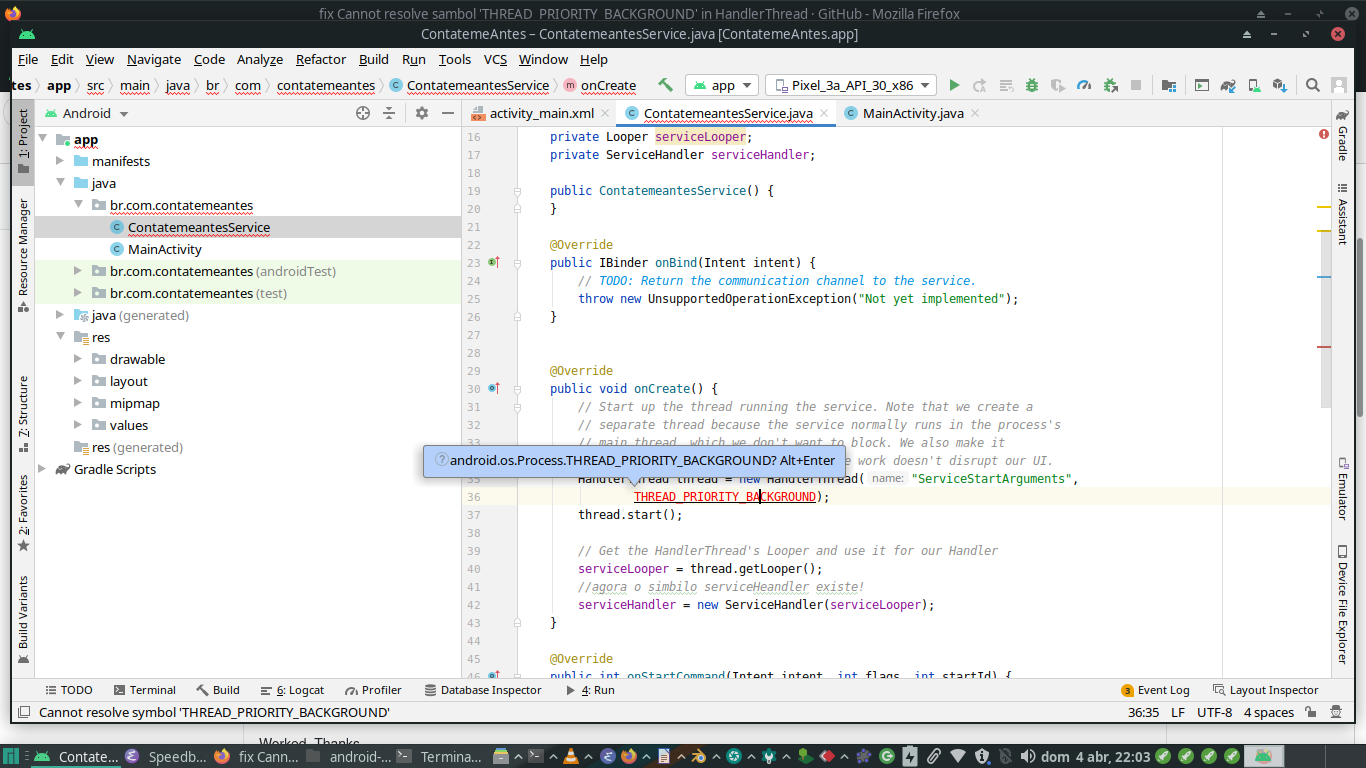 fix Cannot resolve sambol 'THREAD_PRIORITY_BACKGROUND' in HandlerThread · GitHub - Mozilla Firefox
ContatemeAntes – ContatemeantesService.java [ContatemeAntes.app]
File Edit View Navigate Code Analyze Refactor Build Run Tools VCS Window Help
tes app src main java br com contatemeantes ContatemeantesService onCreate app Pixel_3a_API_30_x86
Android
activity_main.xml ContatemeantesService.java MainActivity.java
1: Project
Resource Manager
7: Structure
2: Favorites
Build Variants
app
manifests
java
br.com.contatemeantes
ContatemeantesService
MainActivity
br.com.contatemeantes (androidTest)
br.com.contatemeantes (test)
java (generated)
res
drawable
layout
mipmap
values
res (generated)
Gradle Scripts
16 private Looper serviceLooper;
17 private ServiceHandler serviceHandler;
18
19 public ContatemeantesService() {
20 }
21
22 @Override
23 public IBinder onBind(Intent intent) {
24 // TODO: Return the communication channel to the service.
25 throw new UnsupportedOperationException("Not yet implemented");
26 }
27
28
29 @Override
30 public void onCreate() {
31 // Start up the thread running the service. Note that we create a
32 // separate thread because the service normally runs in the process's
33 // main thread, which we don't want to block. We also make it
android.os.Process.THREAD_PRIORITY_BACKGROUND? Alt+Enter
work doesn't disrupt our UI.
35 HandlerThread thread = new HandlerThread( name: "ServiceStartArguments",
36 THREAD_PRIORITY_BACKGROUND);
37 thread.start();
38
39 // Get the HandlerThread's Looper and use it for our Handler
40 serviceLooper = thread.getLooper();
41 //agora o simbilo serviceHeandler existe!
42 serviceHandler = new ServiceHandler(serviceLooper);
43 }
44
45 @Override
46 public int onStartCommand(Intent intent, int flags, int startId) {
Gradle
Assistant
Emulator
Device File Explorer
TODO Terminal Build 6: Logcat Profiler Database Inspector 4: Run 3 Event Log Layout Inspector
Cannot resolve symbol 'THREAD_PRIORITY_BACKGROUND' 36:35 LF UTF-8 4 spaces
Worked. Thanks
Contate... Speedb... fix Cann... android-... Termina... dom 4 abr, 22:03